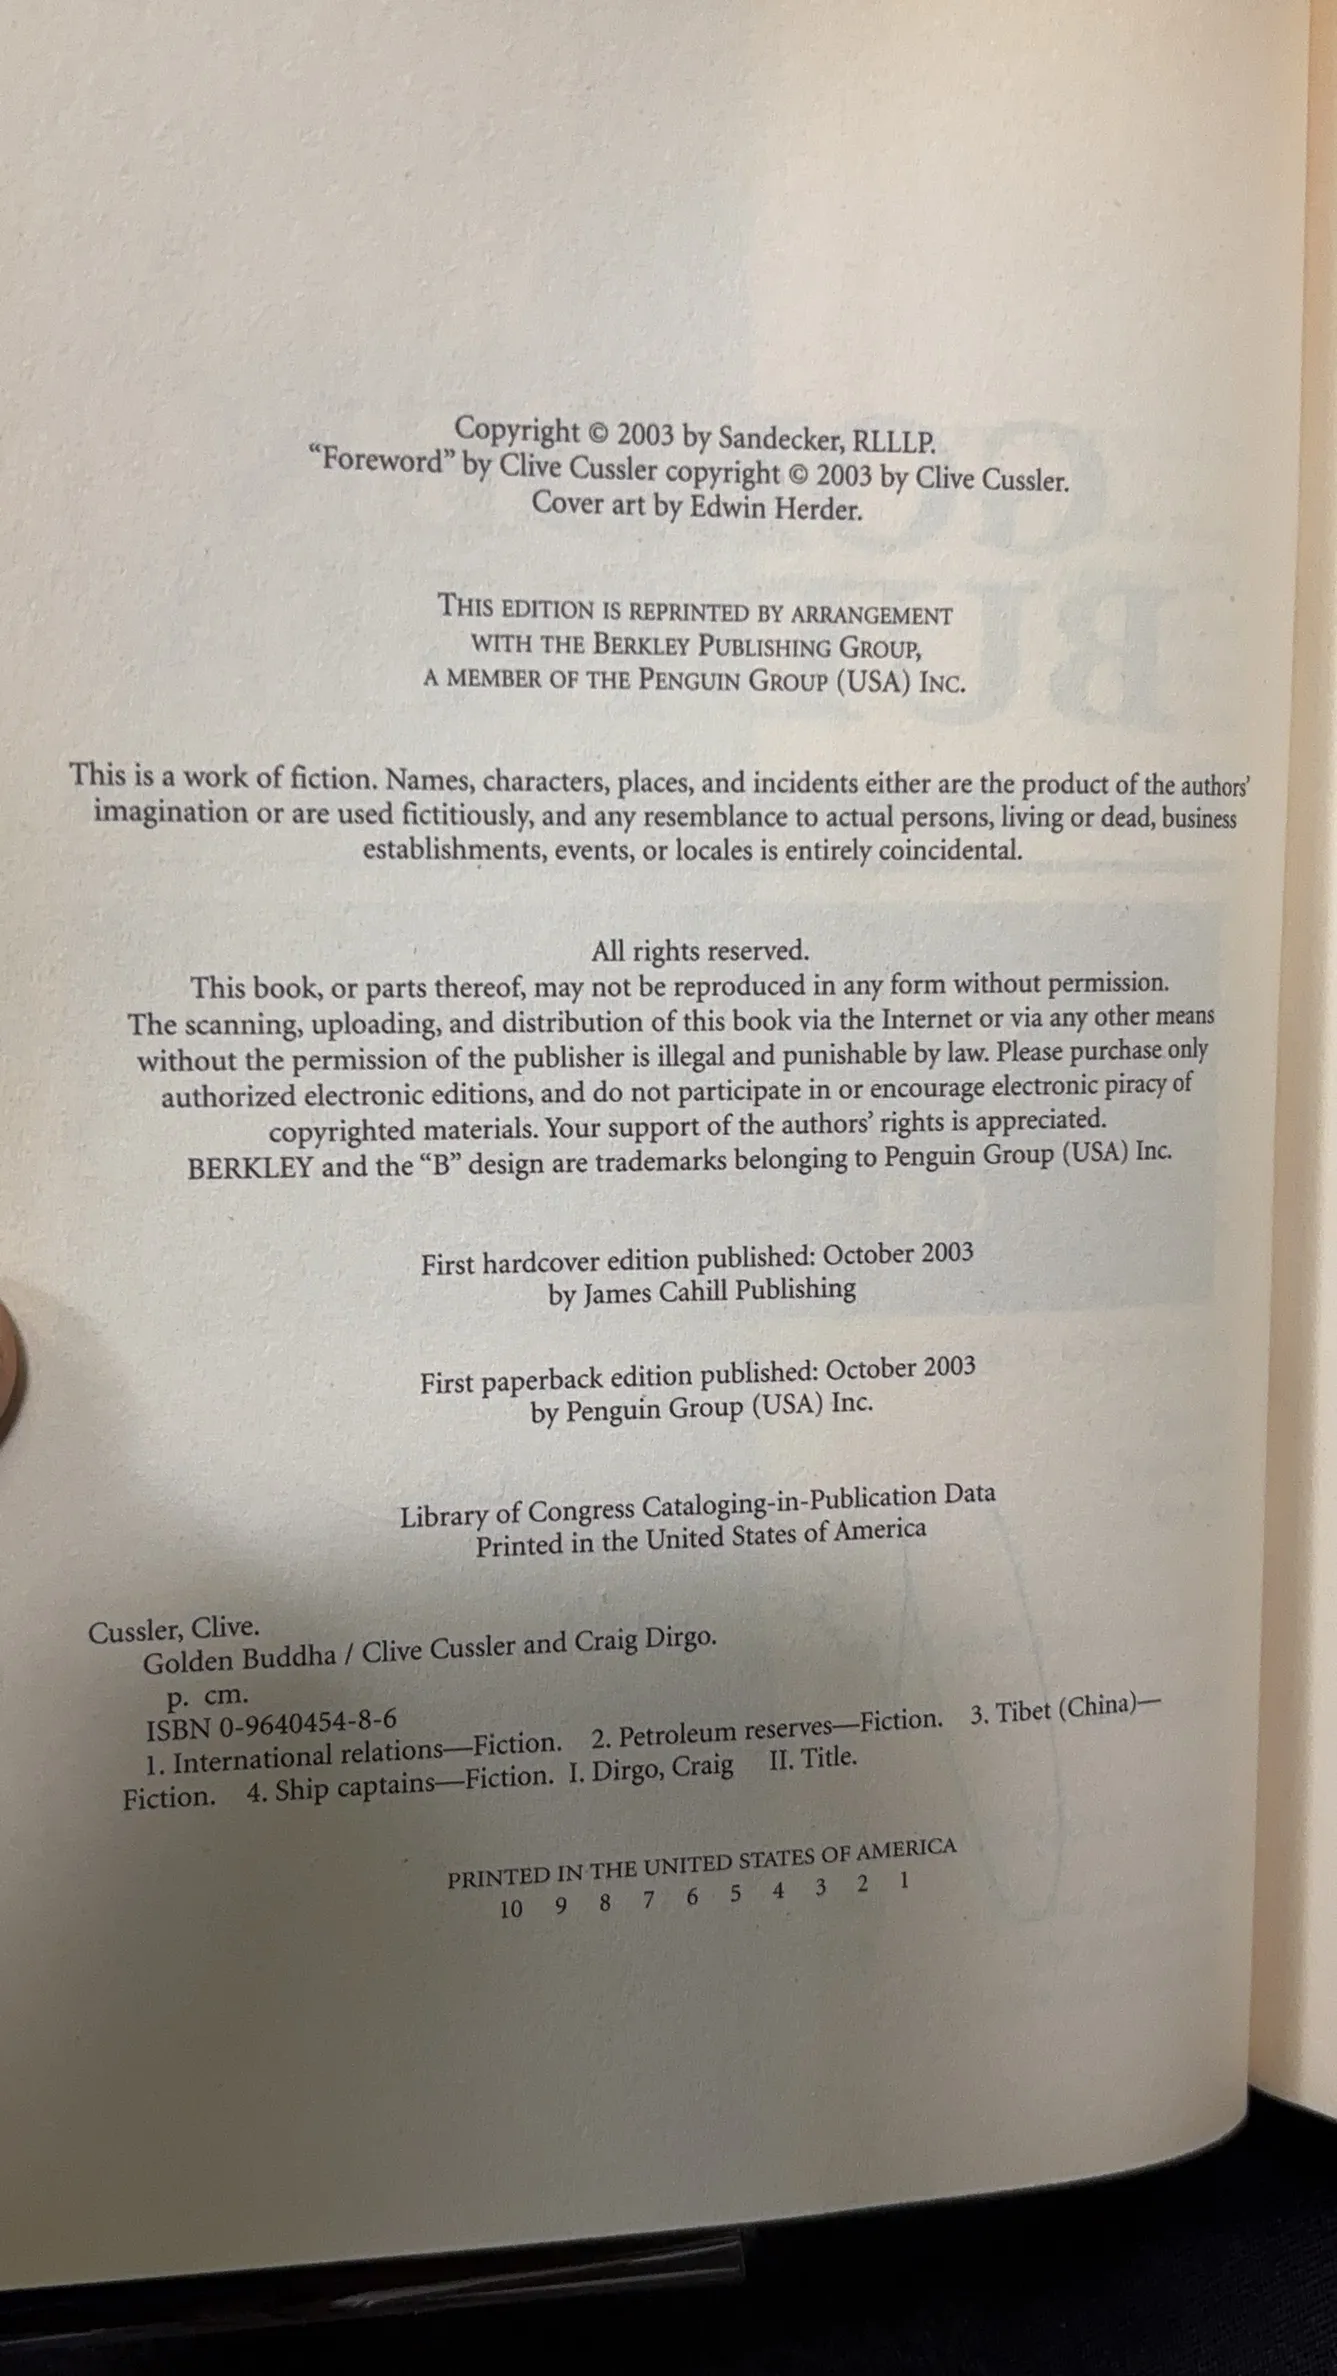 Copyright © 2003 by Sandecker, RLLLP.
“Foreword” by Clive Cussler copyright © 2003 by Clive Cussler.
Cover art by Edwin Herder.
THIS EDITION IS REPRINTED BY ARRANGEMENT
WITH THE BERKLEY PUBLISHING GROUP,
A MEMBER OF THE PENGUIN GROUP (USA) INC.
This is a work of fiction. Names, characters, places, and incidents either are the product of the authors’
imagination or are used fictitiously, and any resemblance to actual persons, living or dead, business
establishments, events, or locales is entirely coincidental.
All rights reserved.
This book, or parts thereof, may not be reproduced in any form without permission.
The scanning, uploading, and distribution of this book via the Internet or via any other means
without the permission of the publisher is illegal and punishable by law. Please purchase only
authorized electronic editions, and do not participate in or encourage electronic piracy of
copyrighted materials. Your support of the authors’ rights is appreciated.
BERKLEY and the “B” design are trademarks belonging to Penguin Group (USA) Inc.
First hardcover edition published: October 2003
by James Cahill Publishing
First paperback edition published: October 2003
by Penguin Group (USA) Inc.
Library of Congress Cataloging-in-Publication Data
Printed in the United States of America
Cussler, Clive.
Golden Buddha / Clive Cussler and Craig Dirgo.
p. cm.
ISBN 0-9640454-8-6
1. International relations—Fiction. 2. Petroleum reserves—Fiction. 3. Tibet (China)—
Fiction. 4. Ship captains—Fiction. I. Dirgo, Craig II. Title.
PRINTED IN THE UNITED STATES OF AMERICA
10 9 8 7 6 5 4 3 2 1